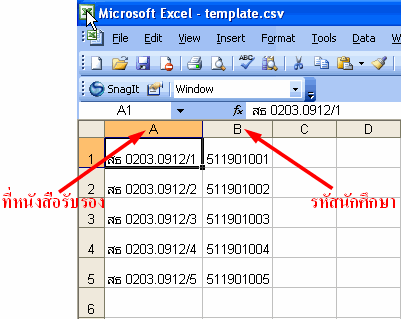 Microsoft Excel - template.csv
File Edit View Insert Format Tools Data
SnagIt Window
A1 fx สธ 0203.0912/1
A B C D
1 สธ 0203.0912/1 511901001
2 สธ 0203.0912/2 511901002
ที่หนังสือรับรอง รหัสนักศึกษา
3 สธ 0203.0912/3 511901003
4 สธ 0203.0912/4 511901004
5 สธ 0203.0912/5 511901005
6